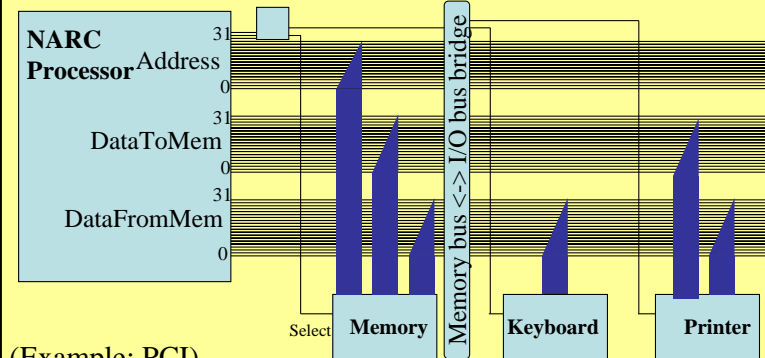 NARC
Processor
31
Address
0
31
DataToMem
0
31
DataFromMem
0
Memory bus <-> I/O bus bridge
Select
Memory
Keyboard
Printer
(Example: PCI)